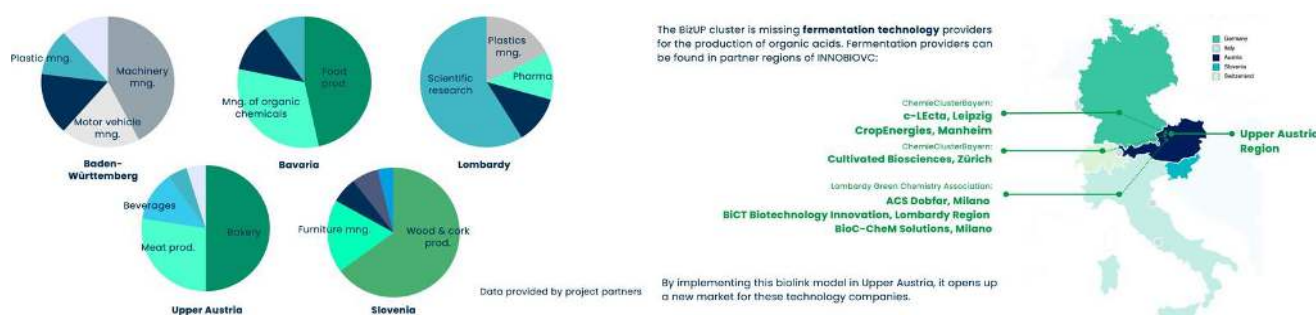 Plastic mng.
Machinery
mng.
Motor vehicle
mng.
Baden-
Württemberg
Food
prod.
Mng. of organic
chemicals
Bavaria
Plastics
mng.
Pharma
Scientific
research
Lombardy
Beverages
Bakery
Meat prod.
Upper Austria
Furniture mng.
Wood & cork
prod.
Slovenia
Data provided by project partners
The BizUP cluster is missing fermentation technology providers
for the production of organic acids. Fermentation providers can
be found in partner regions of INNOBIOVC:
Germany
Italy
Austria
Slovenia
Switzerland
ChemieClusterBayern:
c-LEcta, Leipzig
CropEnergies, Manheim
ChemieClusterBayern:
Cultivated Biosciences, Zürich
Upper Austria
Region
Lombardy Green Chemistry Association:
ACS Dobfar, Milano
BiCT Biotechnology Innovation, Lombardy Region
BioC-CheM Solutions, Milano
By implementing this biolink model in Upper Austria, it opens up
a new market for these technology companies.